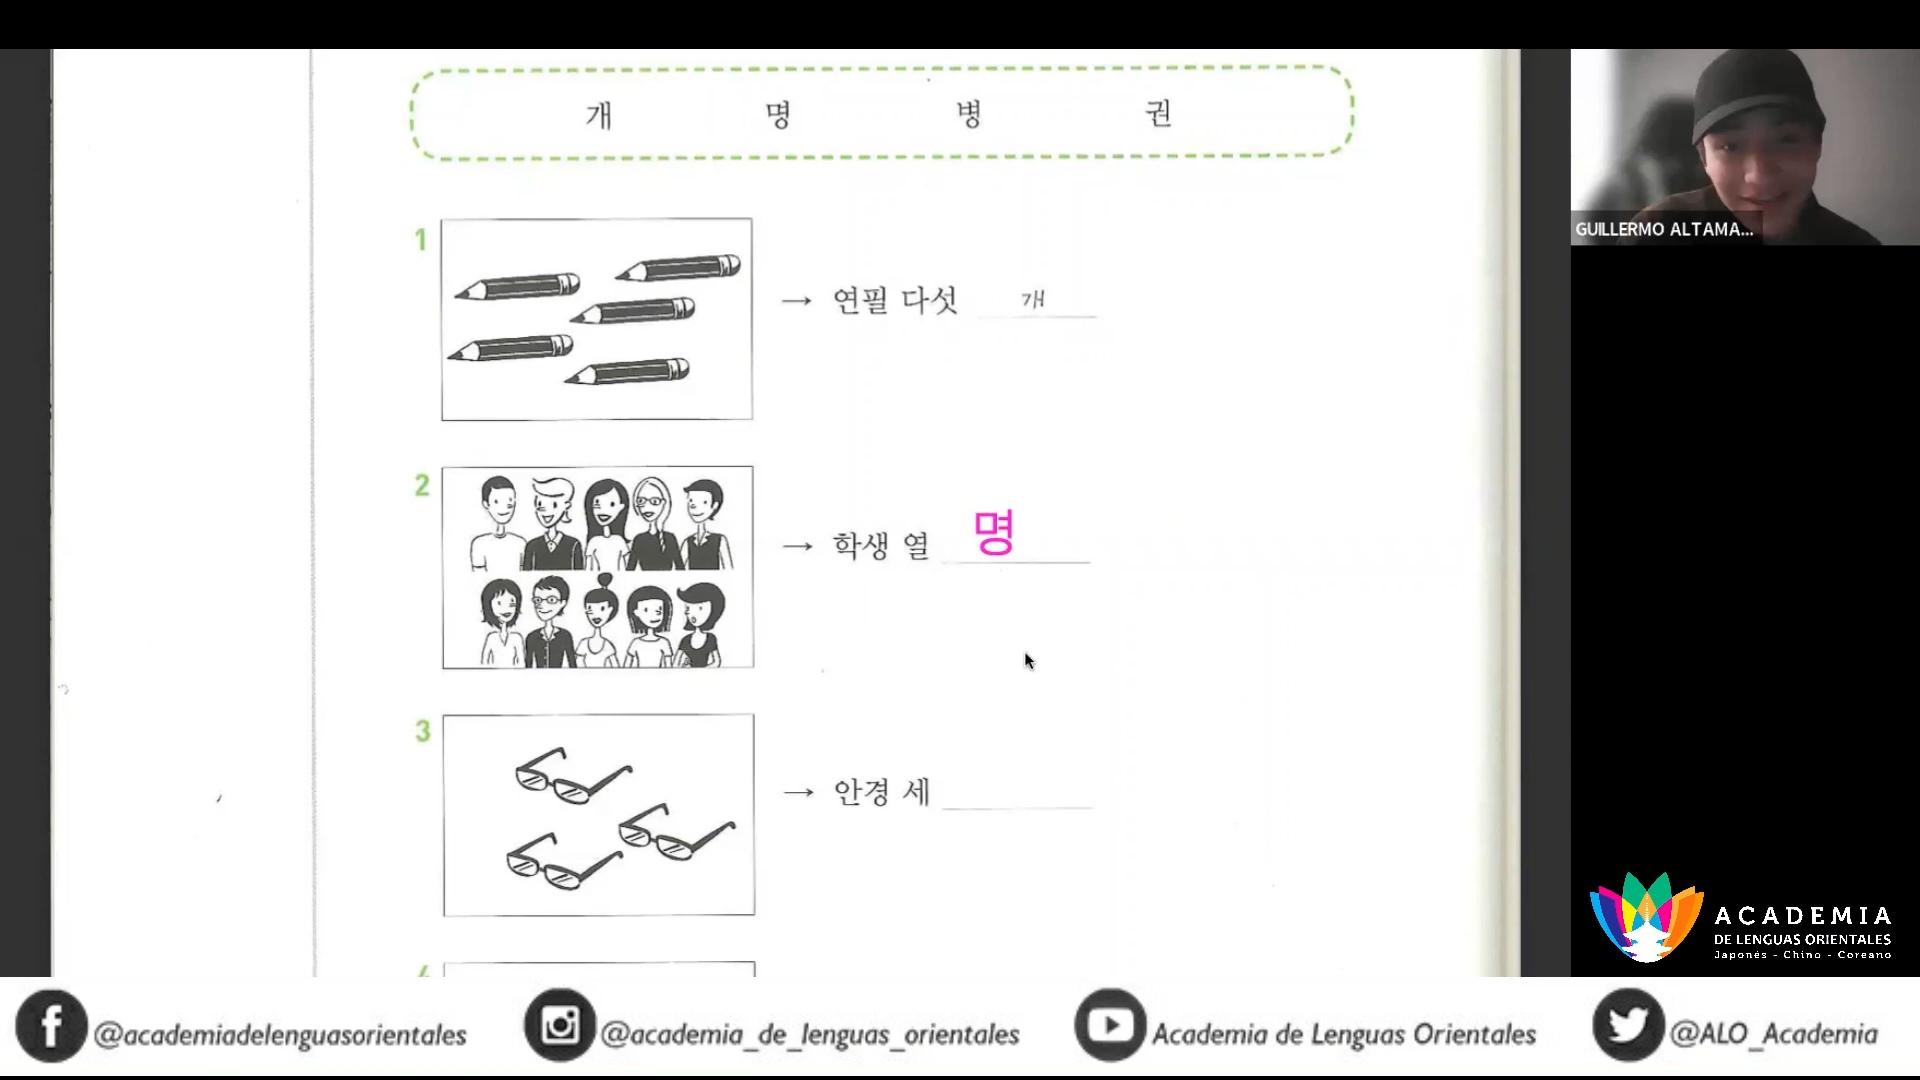 개 명 병 권
1
→ 연필 다섯 개
2
→ 학생 열 명
3
→ 안경 세
GUILLERMO ALTAMA...
ACADEMIA
DE LENGUAS ORIENTALES
Japonés - Chino - Coreano
@academiadelenguasorientales
@academia_de_lenguas_orientales
Academia de Lenguas Orientales
@ALO_Academia